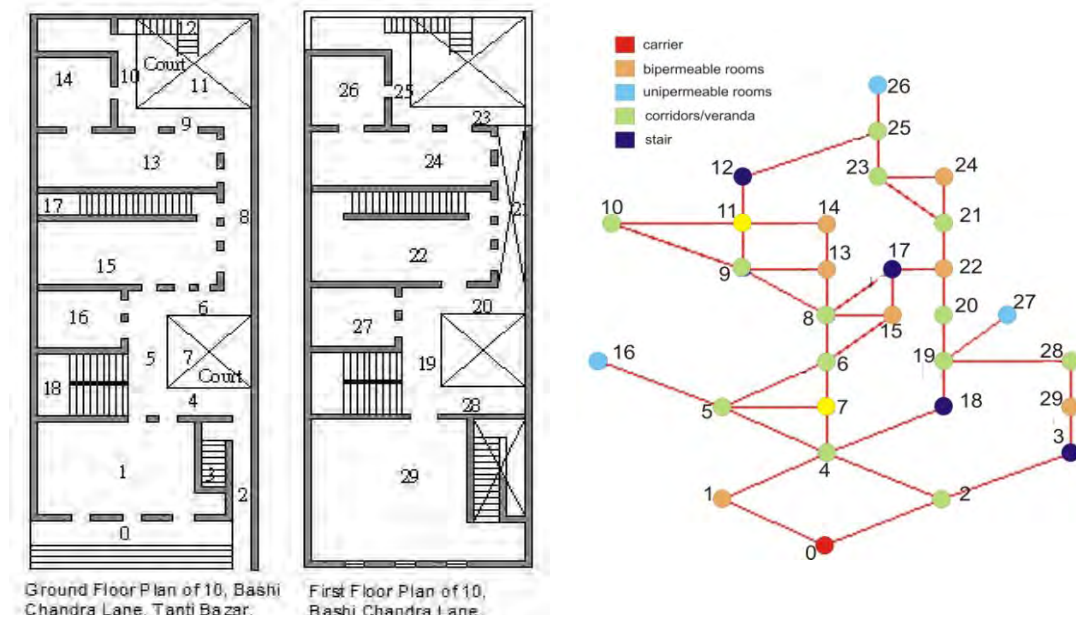 12
Court
14 10 11
9
13
17
8
15
6
16
5 7
Court
18
4
1 3
2
0
Ground Floor Plan of 10, Bashi
Chandra Lane, Tanti Bazar.
26 25
23
24
21
22
20
27
19
28
29
First Floor Plan of 10,
Bashi Chandra Lane,
carrier
bipermeable rooms
unipermeable rooms
corridors/veranda
stair
26
25
12 23 24
10 11 14 21
9 13 17 22
8 15 20 27
16 6 19 28
5 7 18 29
4 3
1 2
0